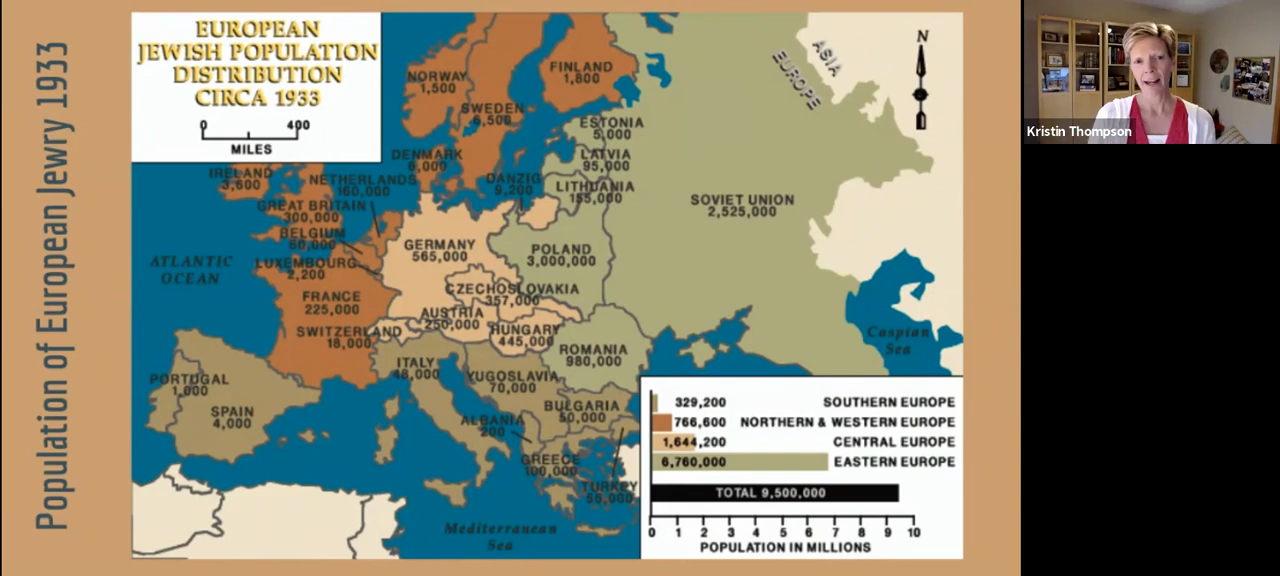 Population of European Jewry 1933
EUROPEAN
JEWISH POPULATION
DISTRIBUTION
CIRCA 1933
0 400
MILES
N
ASIA
EUROPE
NORWAY
1,500
SWEDEN
6,500
FINLAND
1,800
ESTONIA
5,000
LATVIA
95,000
LITHUANIA
155,000
DENMARK
6,000
DANZIG
9,200
IRELAND
3,600
NETHERLANDS
160,000
GREAT BRITAIN
300,000
BELGIUM
60,000
LUXEMBOURG
2,200
GERMANY
565,000
POLAND
3,000,000
SOVIET UNION
2,525,000
ATLANTIC
OCEAN
FRANCE
225,000
CZECHOSLOVAKIA
357,000
AUSTRIA
250,000
HUNGARY
445,000
SWITZERLAND
18,000
ROMANIA
980,000
Caspian
Sea
ITALY
48,000
YUGOSLAVIA
70,000
PORTUGAL
1,000
SPAIN
4,000
BULGARIA
50,000
ALBANIA
200
GREECE
100,000
TURKEY
56,000
Mediterranean
Sea
329,200 SOUTHERN EUROPE
766,600 NORTHERN & WESTERN EUROPE
1,644,200 CENTRAL EUROPE
6,760,000 EASTERN EUROPE
TOTAL 9,500,000
0 1 2 3 4 5 6 7 8 9 10
POPULATION IN MILLIONS
Kristin Thompson